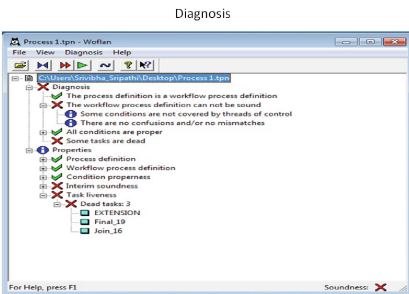 Diagnosis
Process 1.tpn - Woflan
File View Diagnosis Help
C:\Users\Srivibha_Sripathi\Desktop\Process 1.tpn
Diagnosis
The process definition is a workflow process definition
The workflow process definition can not be sound
Some conditions are not covered by threads of control
There are no confusions and/or no mismatches
All conditions are proper
Some tasks are dead
Properties
Process definition
Workflow process definition
Condition properness
Interim soundness
Task liveness
Dead tasks: 3
EXTENSION
Final_19
Join_16
For Help, press F1 Soundness: